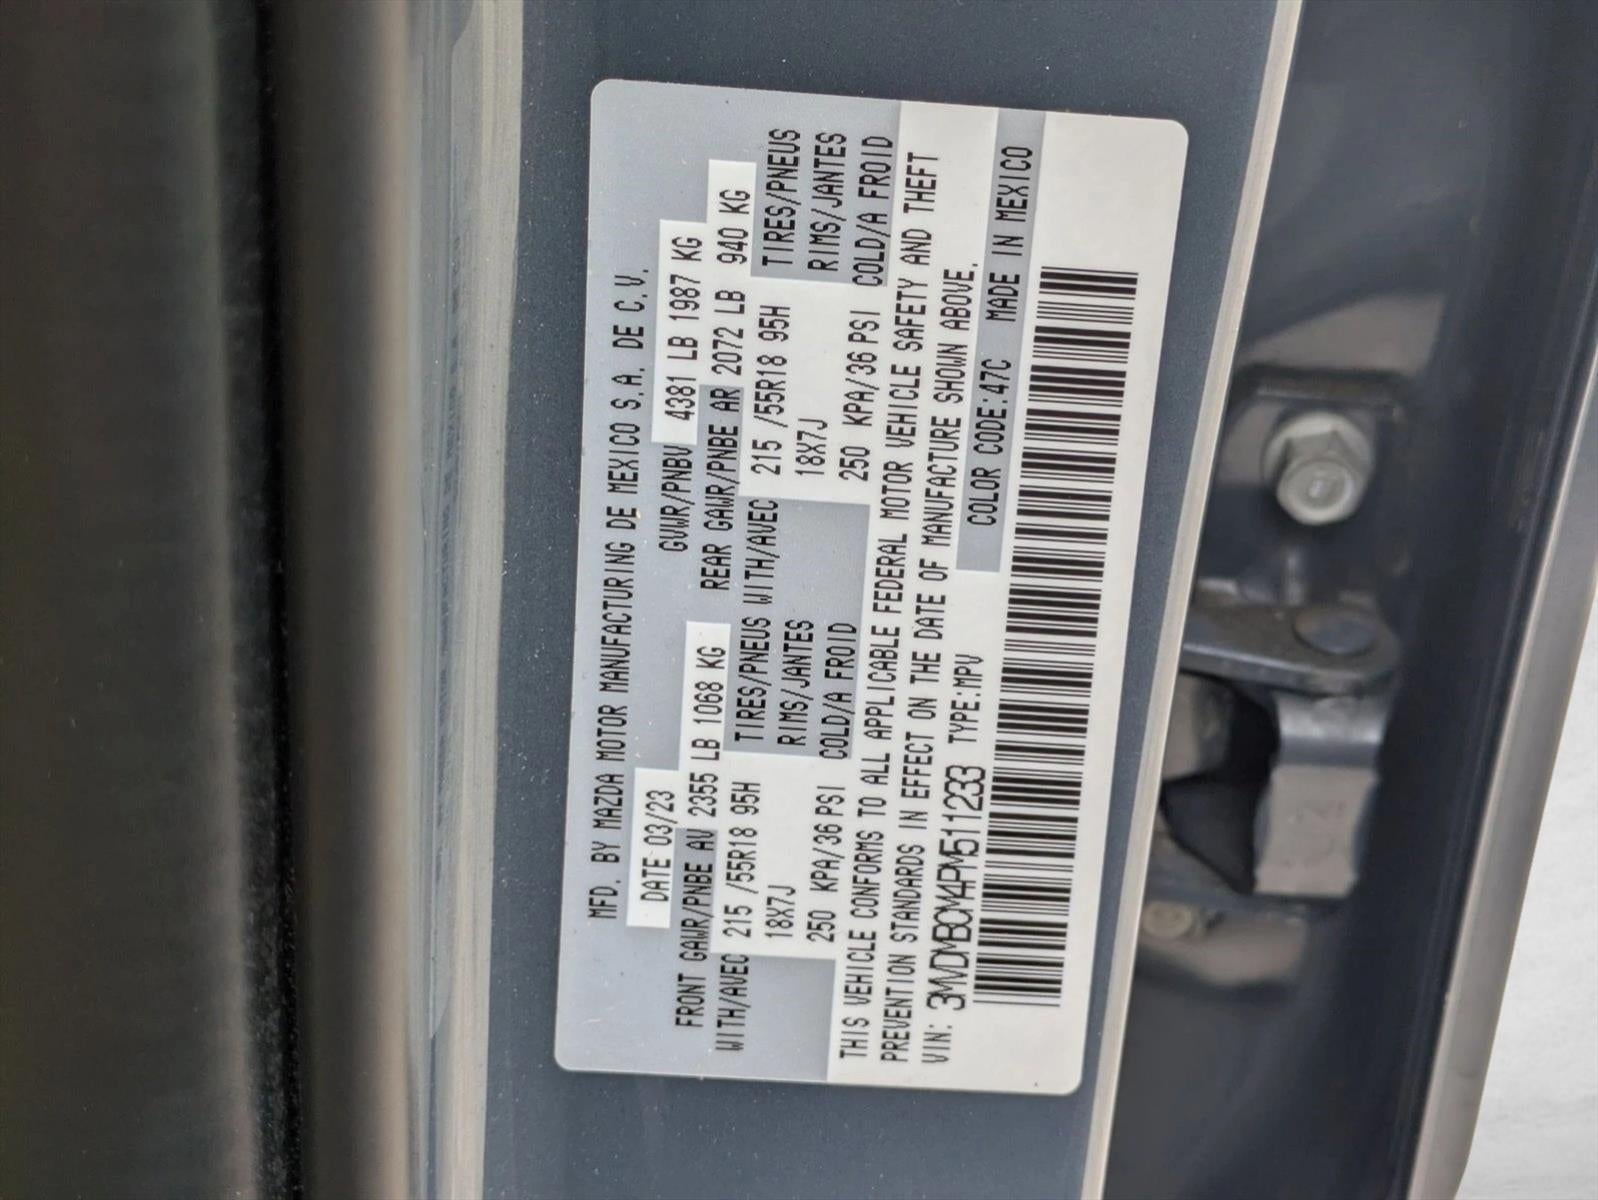 MFD. BY MAZDA MOTOR MANUFACTURING DE MEXICO S.A. DE C.V.
DATE 03/23 GVWR/PNBV 4381 LB 1987 KG
FRONT GAWR/PNBE AV 2355 LB 1068 KG REAR GAWR/PNBE AR 2072 LB 940 KG
WITH/AVEC 215 /55R18 95H TIRES/PNEUS WITH/AVEC 215 /55R18 95H TIRES/PNEUS
18X7J RIMS/JANTES 18X7J RIMS/JANTES
250 KPA/36 PSI COLD/A FROID 250 KPA/36 PSI COLD/A FROID
THIS VEHICLE CONFORMS TO ALL APPLICABLE FEDERAL MOTOR VEHICLE SAFETY AND THEFT
PREVENTION STANDARDS IN EFFECT ON THE DATE OF MANUFACTURE SHOWN ABOVE.
VIN: 3MVDMBCM4PM511233 TYPE:MPV COLOR CODE:47C MADE IN MEXICO